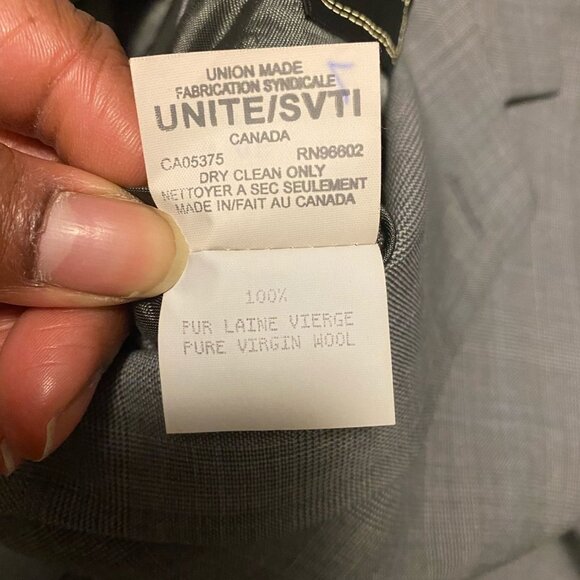 UNION MADE
FABRICATION SYNDICALE
UNITE/SVTI
CANADA
CA05375 RN96602
DRY CLEAN ONLY
NETTOYER A SEC SEULEMENT
MADE IN/FAIT AU CANADA
100%
PUR LAINE VIERGE
PURE VIRGIN WOOL